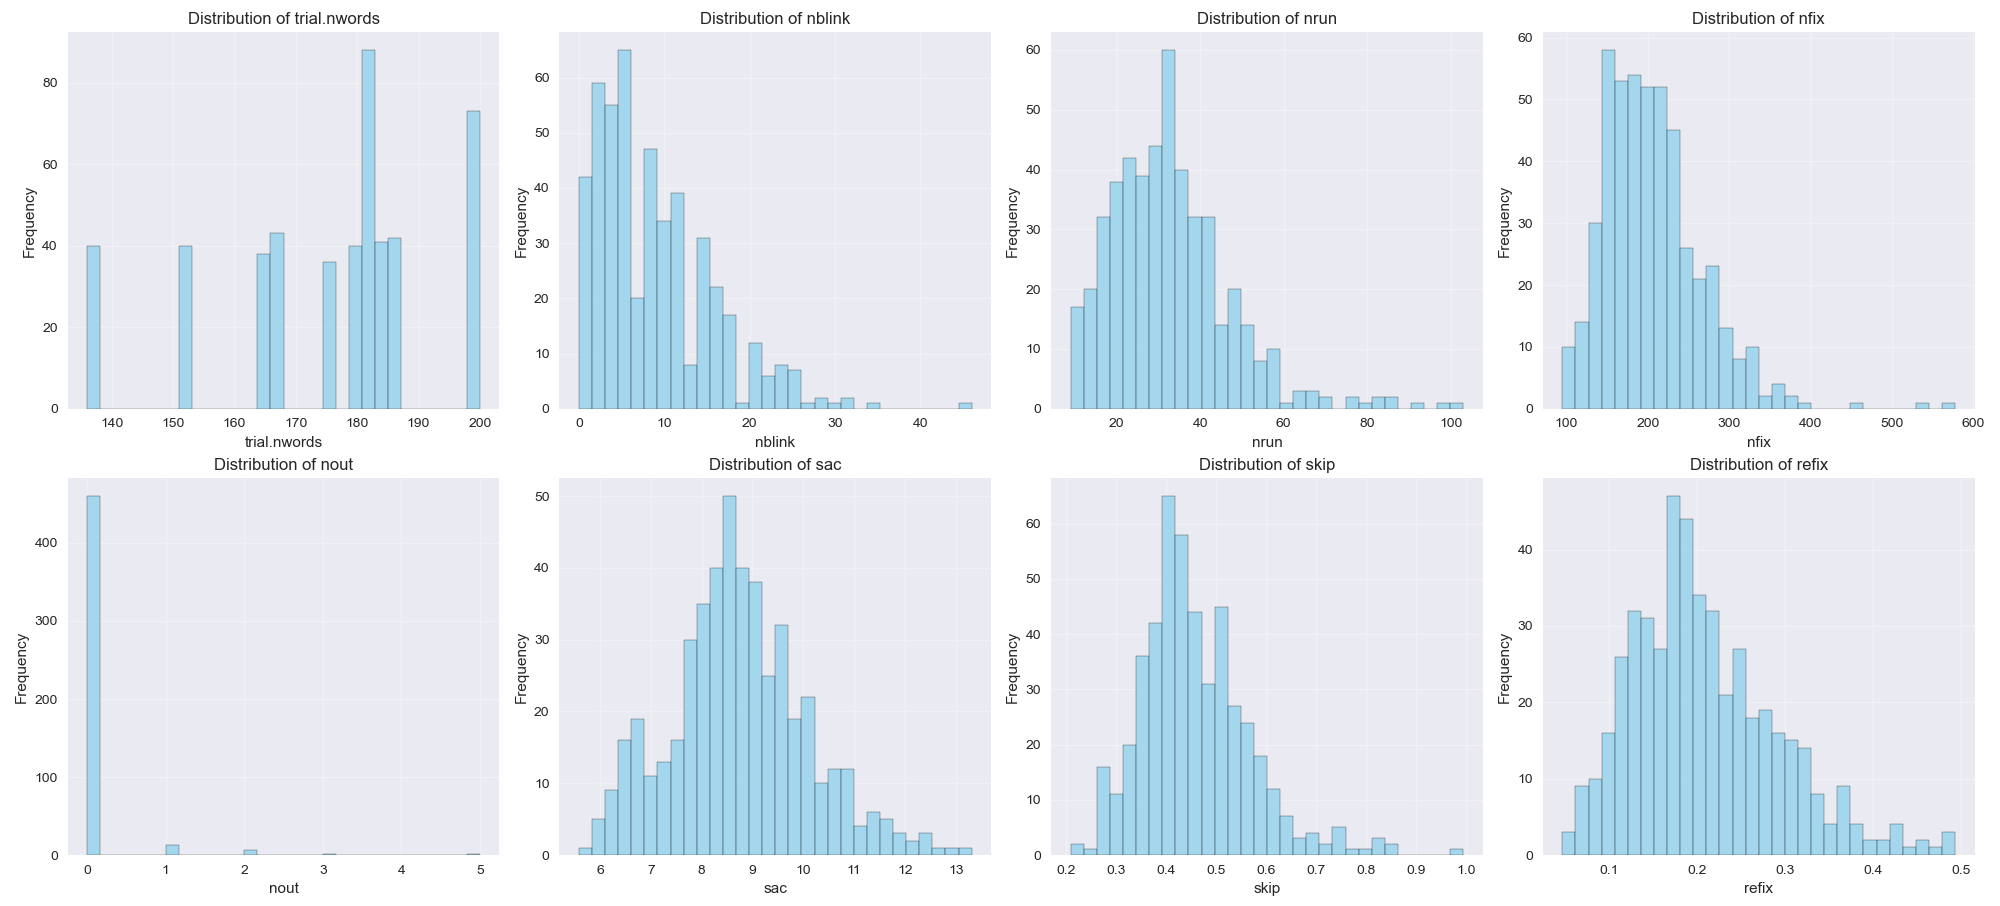 Distribution of trial.nwords
Frequency
80
60
40
20
0
140 150 160 170 180 190 200
trial.nwords
Distribution of nblink
Frequency
60
50
40
30
20
10
0
0 10 20 30 40
nblink
Distribution of nrun
Frequency
60
50
40
30
20
10
0
20 40 60 80 100
nrun
Distribution of nfix
Frequency
60
50
40
30
20
10
0
100 200 300 400 500 600
nfix
Distribution of nout
Frequency
400
300
200
100
0
0 1 2 3 4 5
nout
Distribution of sac
Frequency
50
40
30
20
10
0
6 7 8 9 10 11 12 13
sac
Distribution of skip
Frequency
60
50
40
30
20
10
0
0.2 0.3 0.4 0.5 0.6 0.7 0.8 0.9 1.0
skip
Distribution of refix
Frequency
40
30
20
10
0
0.1 0.2 0.3 0.4 0.5
refix